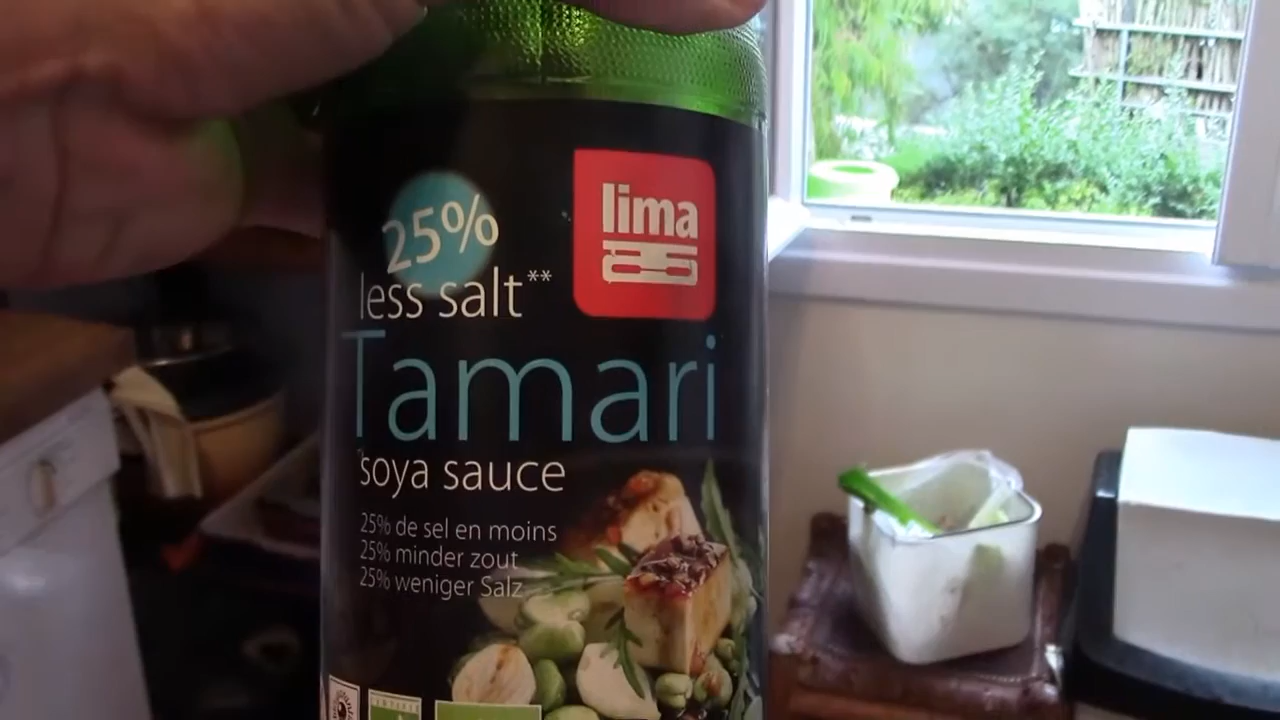 25%
less salt**
lima
Tamari
soya sauce
25% de sel en moins
25% minder zout
25% weniger Salz